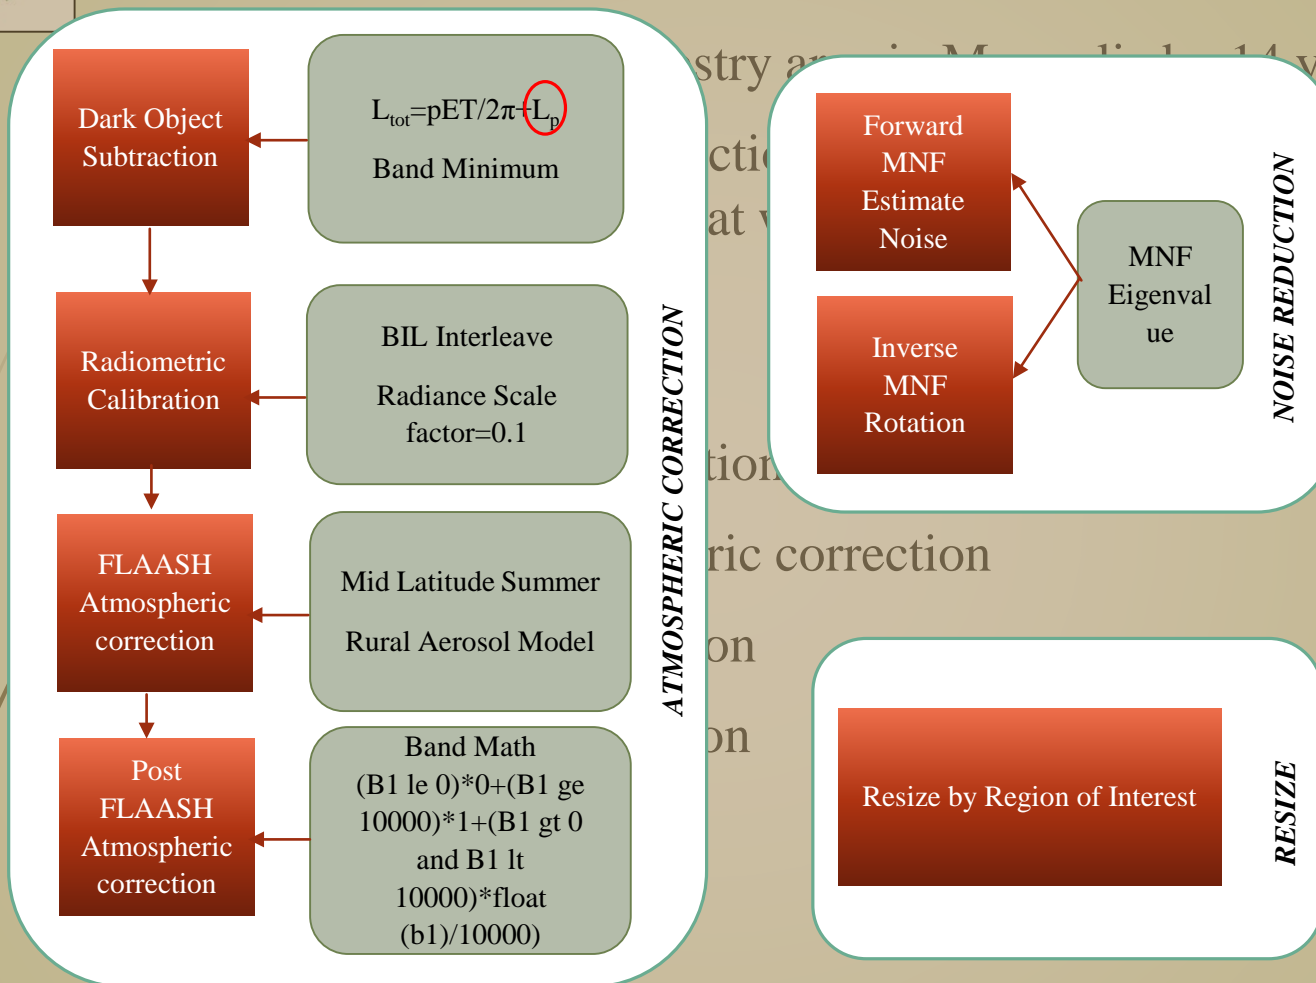 Dark Object
Subtraction
Ltot=pET/2π+Lp
Band Minimum
Radiometric
Calibration
BIL Interleave
Radiance Scale
factor=0.1
FLAASH
Atmospheric
correction
Mid Latitude Summer
Rural Aerosol Model
Post
FLAASH
Atmospheric
correction
Band Math
(B1 le 0)*0+(B1 ge
10000)*1+(B1 gt 0
and B1 lt
10000)*float
(b1)/10000)
ATMOSPHERIC CORRECTION
Forward
MNF
Estimate
Noise
Inverse
MNF
Rotation
MNF
Eigenval
ue
NOISE REDUCTION
at
correction
Resize by Region of Interest
RESIZE